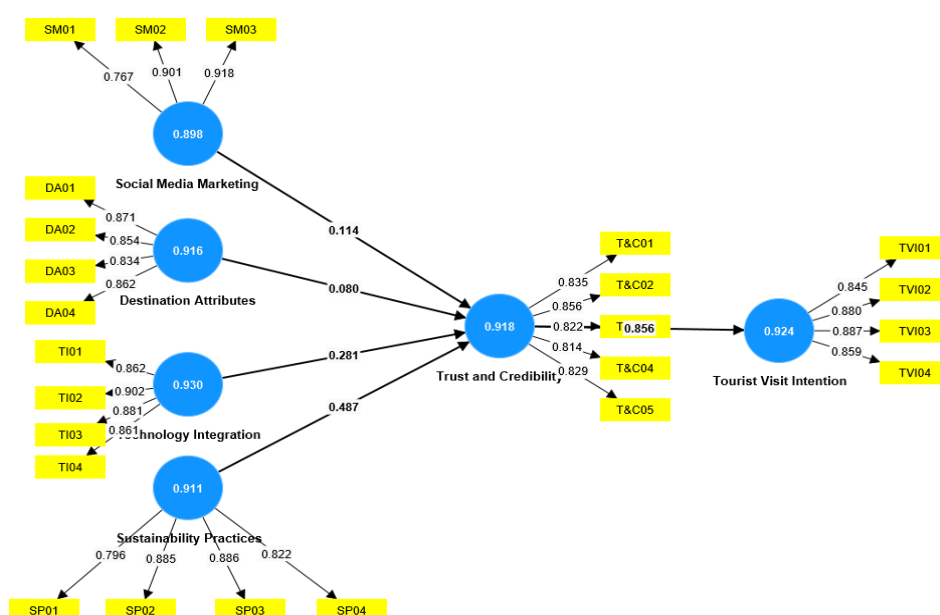 SM01
SM02
SM03
0.767
0.901
0.918
0.898
Social Media Marketing
DA01
DA02
DA03
DA04
0.871
0.854
0.834
0.862
0.916
Destination Attributes
TI01
TI02
TI03
TI04
0.862
0.902
0.881
0.861
0.930
Technology Integration
0.911
Sustainability Practices
0.796
0.885
0.886
0.822
SP01
SP02
SP03
SP04
0.114
0.080
0.281
0.487
0.918
Trust and Credibility
0.835
0.856
0.822
0.814
0.829
T&C01
T&C02
T
0.856
T&C04
T&C05
0.924
Tourist Visit Intention
0.845
0.880
0.887
0.859
TVI01
TVI02
TVI03
TVI04